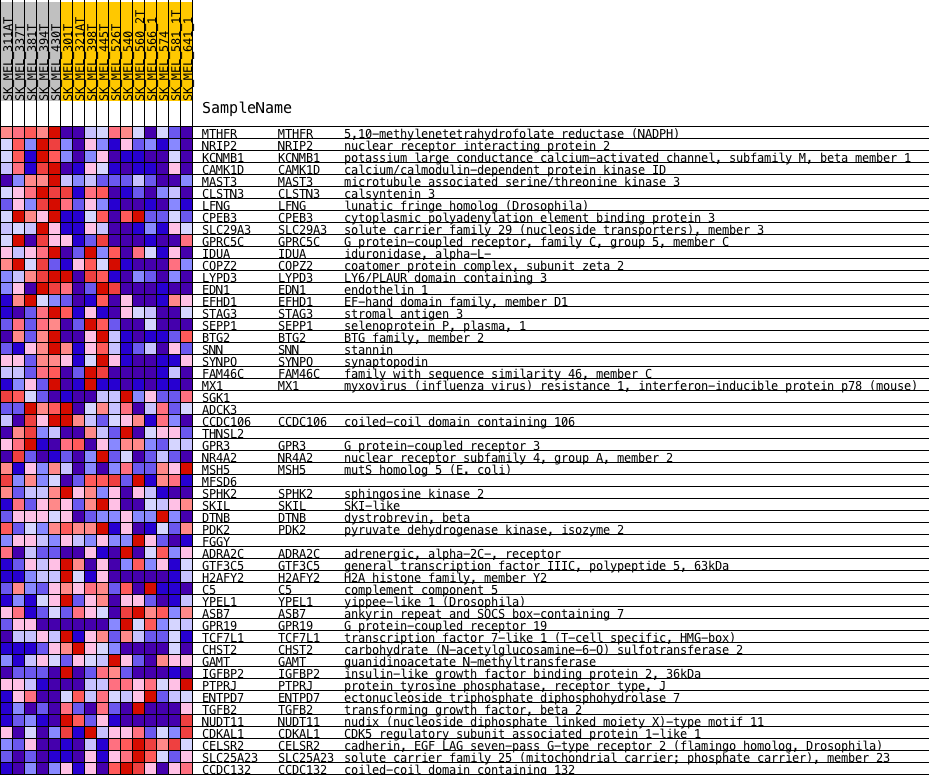 SK_MEL_311AT
SK_MEL_337T
SK_MEL_381T
SK_MEL_394T
SK_MEL_430T
SK_MEL_301T
SK_MEL_321AT
SK_MEL_398T
SK_MEL_445T
SK_MEL_526T
SK_MEL_540
SK_MEL_560_2T
SK_MEL_566_1
SK_MEL_574
SK_MEL_581_1T
SK_MEL_641_1
SampleName
MTHFR MTHFR 5,10-methylenetetrahydrofolate reductase (NADPH)
NRIP2 NRIP2 nuclear receptor interacting protein 2
KCNMB1 KCNMB1 potassium large conductance calcium-activated channel, subfamily M, beta member 1
CAMK1D CAMK1D calcium/calmodulin-dependent protein kinase ID
MAST3 MAST3 microtubule associated serine/threonine kinase 3
CLSTN3 CLSTN3 calsyntenin 3
LFNG LFNG lunatic fringe homolog (Drosophila)
CPEB3 CPEB3 cytoplasmic polyadenylation element binding protein 3
SLC29A3 SLC29A3 solute carrier family 29 (nucleoside transporters), member 3
GPRC5C GPRC5C G protein-coupled receptor, family C, group 5, member C
IDUA IDUA iduronidase, alpha-L-
COPZ2 COPZ2 coatomer protein complex, subunit zeta 2
LYPD3 LYPD3 LY6/PLAUR domain containing 3
EDN1 EDN1 endothelin 1
EFHD1 EFHD1 EF-hand domain family, member D1
STAG3 STAG3 stromal antigen 3
SEPP1 SEPP1 selenoprotein P, plasma, 1
BTG2 BTG2 BTG family, member 2
SNN SNN stannin
SYNPO SYNPO synaptopodin
FAM46C FAM46C family with sequence similarity 46, member C
MX1 MX1 myxovirus (influenza virus) resistance 1, interferon-inducible protein p78 (mouse)
SGK1
ADCK3
CCDC106 CCDC106 coiled-coil domain containing 106
THNSL2
GPR3 GPR3 G protein-coupled receptor 3
NR4A2 NR4A2 nuclear receptor subfamily 4, group A, member 2
MSH5 MSH5 mutS homolog 5 (E. coli)
MFSD6
SPHK2 SPHK2 sphingosine kinase 2
SKIL SKIL SKI-like
DTNB DTNB dystrobrevin, beta
PDK2 PDK2 pyruvate dehydrogenase kinase, isozyme 2
FGGY
ADRA2C ADRA2C adrenergic, alpha-2C-, receptor
GTF3C5 GTF3C5 general transcription factor IIIC, polypeptide 5, 63kDa
H2AFY2 H2AFY2 H2A histone family, member Y2
C5 C5 complement component 5
YPEL1 YPEL1 yippee-like 1 (Drosophila)
ASB7 ASB7 ankyrin repeat and SOCS box-containing 7
GPR19 GPR19 G protein-coupled receptor 19
TCF7L1 TCF7L1 transcription factor 7-like 1 (T-cell specific, HMG-box)
CHST2 CHST2 carbohydrate (N-acetylglucosamine-6-O) sulfotransferase 2
GAMT GAMT guanidinoacetate N-methyltransferase
IGFBP2 IGFBP2 insulin-like growth factor binding protein 2, 36kDa
PTPRJ PTPRJ protein tyrosine phosphatase, receptor type, J
ENTPD7 ENTPD7 ectonucleoside triphosphate diphosphohydrolase 7
TGFB2 TGFB2 transforming growth factor, beta 2
NUDT11 NUDT11 nudix (nucleoside diphosphate linked moiety X)-type motif 11
CDKAL1 CDKAL1 CDK5 regulatory subunit associated protein 1-like 1
CELSR2 CELSR2 cadherin, EGF LAG seven-pass G-type receptor 2 (flamingo homolog, Drosophila)
SLC25A23 SLC25A23 solute carrier family 25 (mitochondrial carrier; phosphate carrier), member 23
CCDC132 CCDC132 coiled-coil domain containing 132